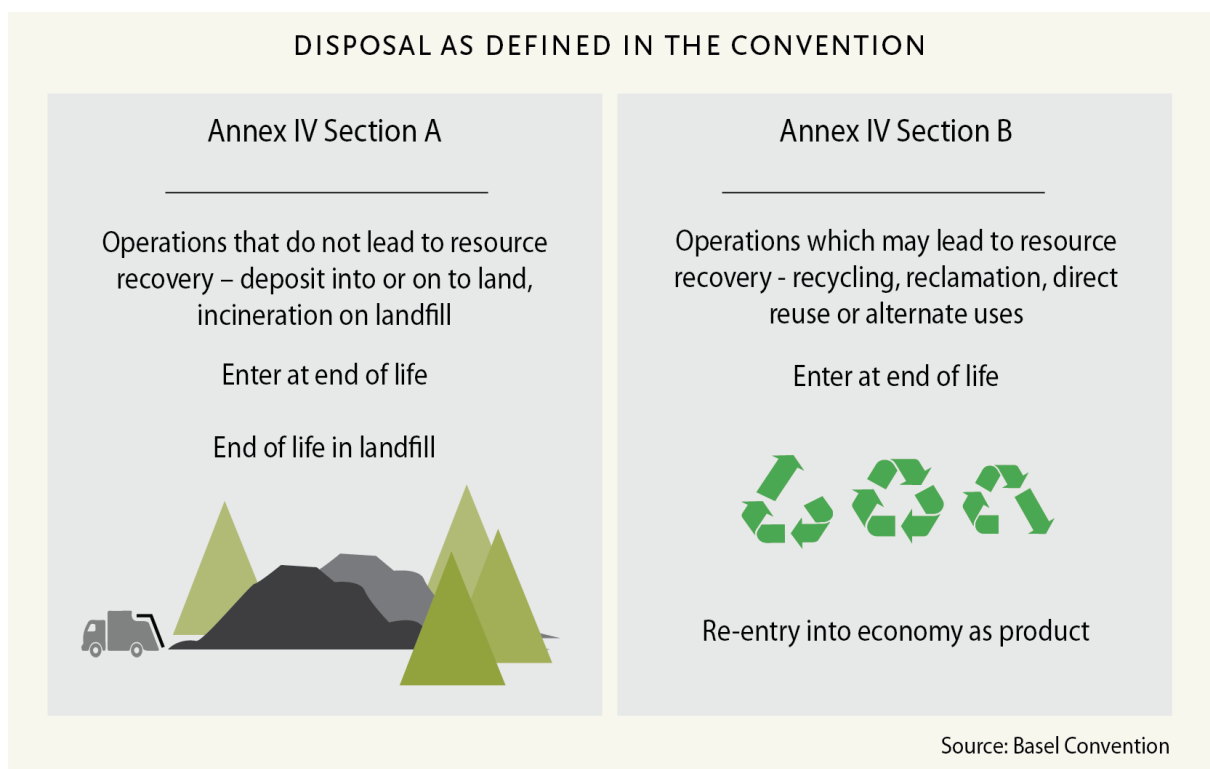 DISPOSAL AS DEFINED IN THE CONVENTION
Annex IV Section A
Operations that do not lead to resource
recovery – deposit into or on to land,
incineration on landfill
Enter at end of life
End of life in landfill
Annex IV Section B
Operations which may lead to resource
recovery - recycling, reclamation, direct
reuse or alternate uses
Enter at end of life
Re-entry into economy as product
Source: Basel Convention